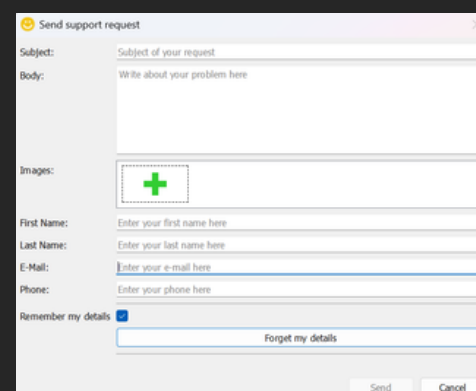 Send support request
Subject: Subject of your request
Body: Write about your problem here
Images:
First Name: Enter your first name here
Last Name: Enter your last name here
E-Mail: Enter your e-mail here
Phone: Enter your phone here
Remember my details
Forget my details
Send Cancel